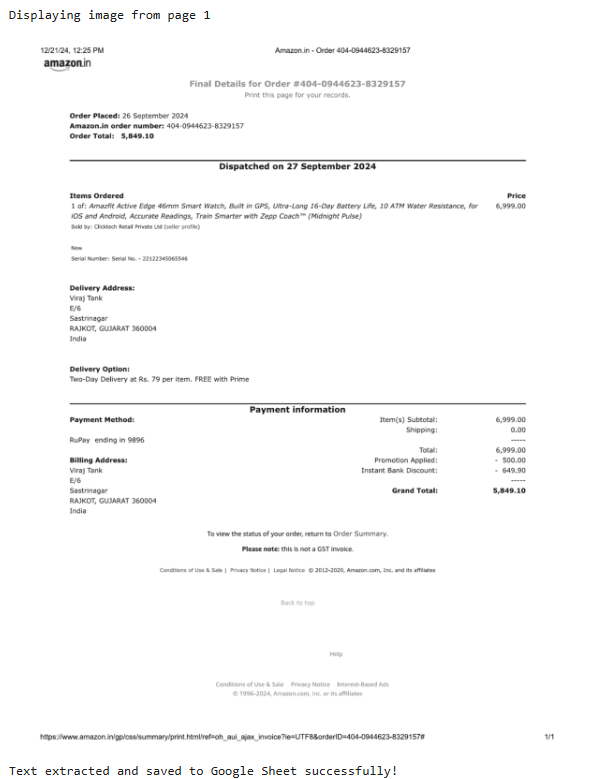 Displaying image from page 1
12/21/24, 12:25 PM Amazon.in - Order 404-0944623-8329157
amazon.in
Final Details for Order #404-0944623-8329157
Print this page for your records.
Order Placed: 26 September 2024
Amazon.in order number: 404-0944623-8329157
Order Total: 5,849.10
Dispatched on 27 September 2024
Items Ordered Price
1 of: Amazfit Active Edge 46mm Smart Watch, Built in GPS, Ultra-Long 16-Day Battery Life, 10 ATM Water Resistance, for 6,999.00
iOS and Android, Accurate Readings, Train Smarter with Zepp Coach™ (Midnight Pulse)
Sold by: Clicktech Retail Private Ltd (seller profile)
New
Serial Number: Serial No. - 22122345065546
Delivery Address:
Viraj Tank
E/6
Sastrinagar
RAJKOT, GUJARAT 360004
India
Delivery Option:
Two-Day Delivery at Rs. 79 per item. FREE with Prime
Payment information
Payment Method: Item(s) Subtotal: 6,999.00
Shipping: 0.00
-----
RuPay ending in 9896
Total: 6,999.00
Billing Address: Promotion Applied: - 500.00
Viraj Tank Instant Bank Discount: - 649.90
E/6 -----
Sastrinagar Grand Total: 5,849.10
RAJKOT, GUJARAT 360004
India
To view the status of your order, return to Order Summary.
Please note: this is not a GST invoice.
Conditions of Use & Sale | Privacy Notice | Legal Notice © 2012-2020, Amazon.com, Inc. and its affiliates
Back to top
Help
Conditions of Use & Sale Privacy Notice Interest-Based Ads
© 1996-2024, Amazon.com, Inc. or its affiliates
https://www.amazon.in/gp/css/summary/print.html/ref=oh_aui_ajax_invoice?ie=UTF8&orderID=404-0944623-8329157# 1/1
Text extracted and saved to Google Sheet successfully!